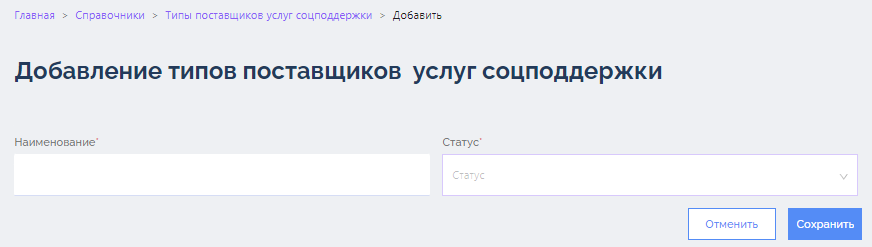 Главная > Справочники > Типы поставщиков услуг соцподдержки > Добавить
Добавление типов поставщиков услуг соцподдержки
Наименование* Статус*
Статус
Отменить Сохранить